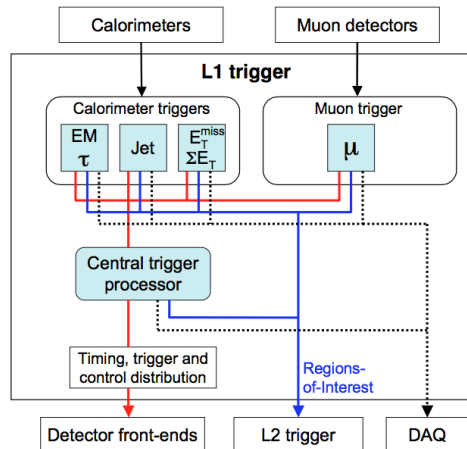 Calorimeters
Muon detectors
L1 trigger
Calorimeter triggers
Muon trigger
EM
τ
Jet
E_T^miss
ΣE_T
μ
Central trigger
processor
Timing, trigger and
control distribution
Regions-
of-Interest
Detector front-ends
L2 trigger
DAQ